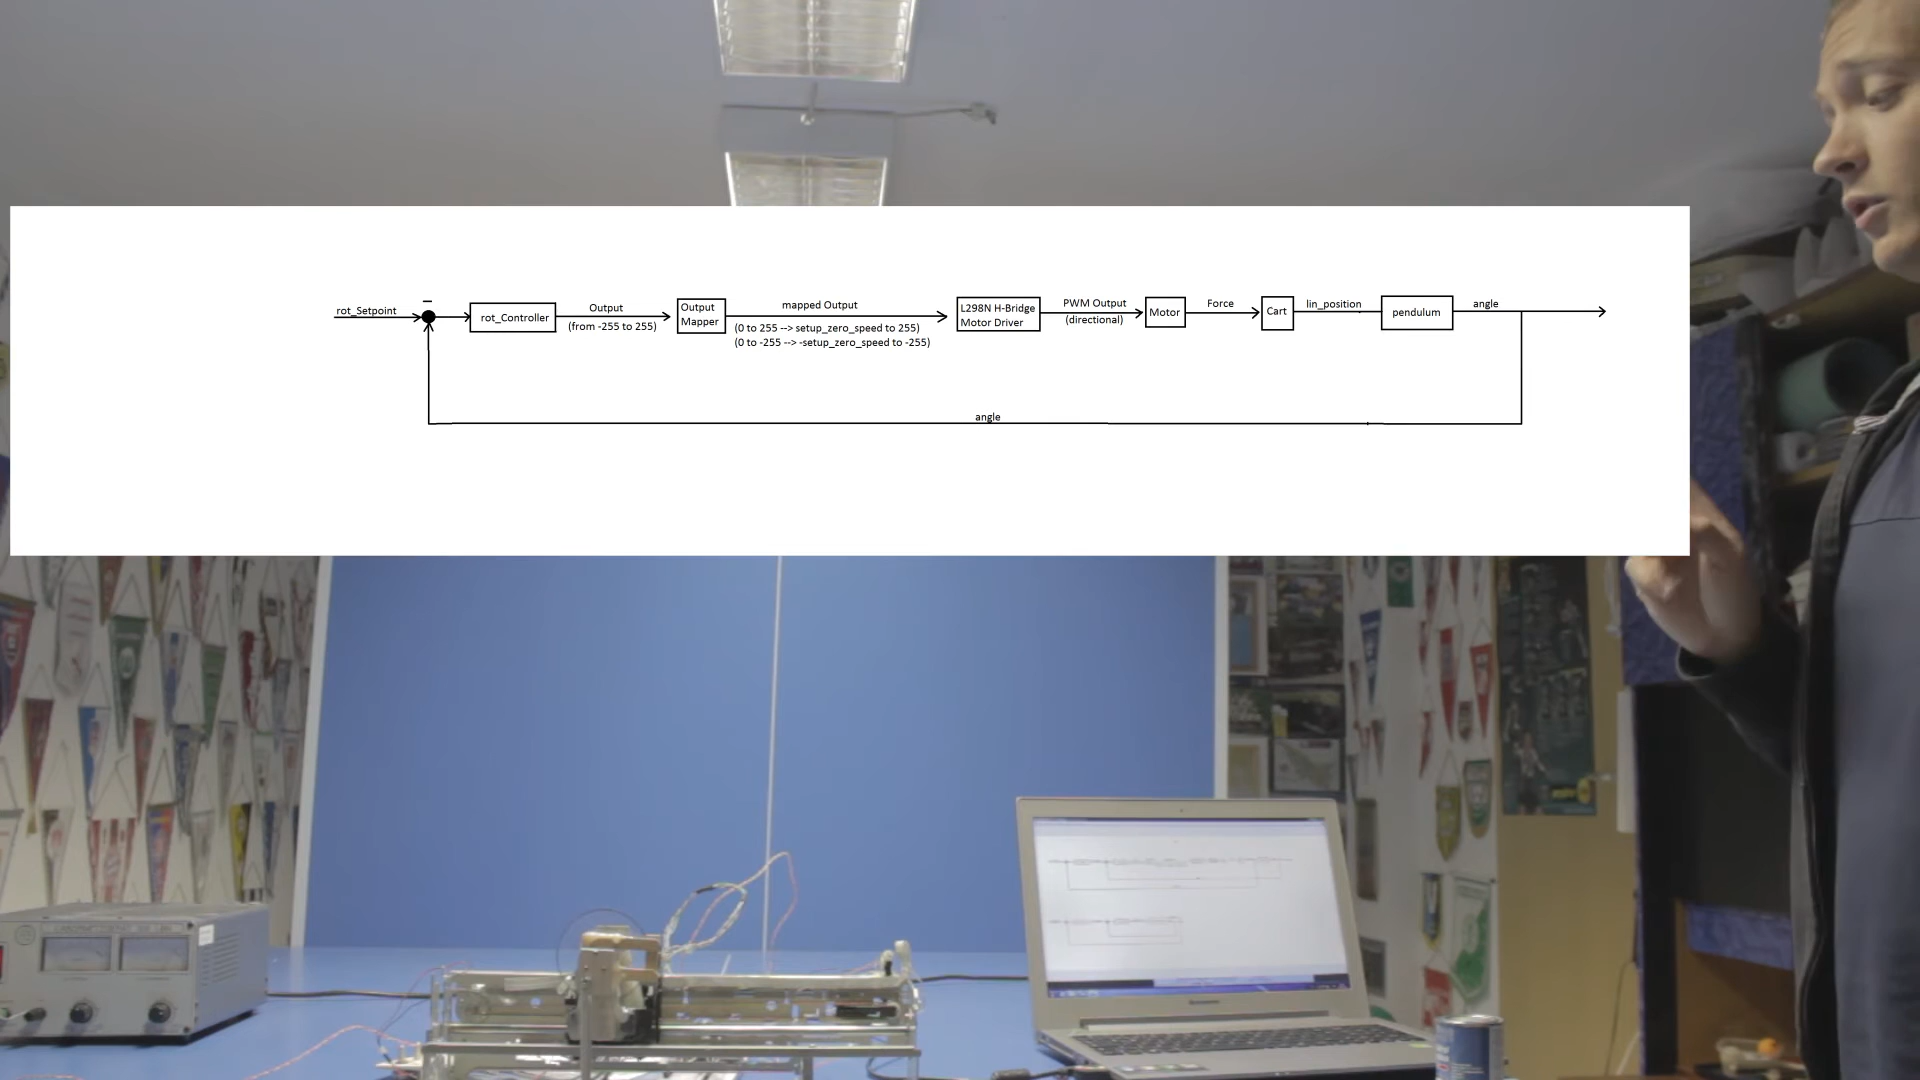 rot_Setpoint
−
rot_Controller
Output
(from -255 to 255)
Output
Mapper
mapped Output
(0 to 255 --> setup_zero_speed to 255)
(0 to -255 --> -setup_zero_speed to -255)
L298N H-Bridge
Motor Driver
PWM Output
(directional)
Motor
Force
Cart
lin_position
pendulum
angle
angle